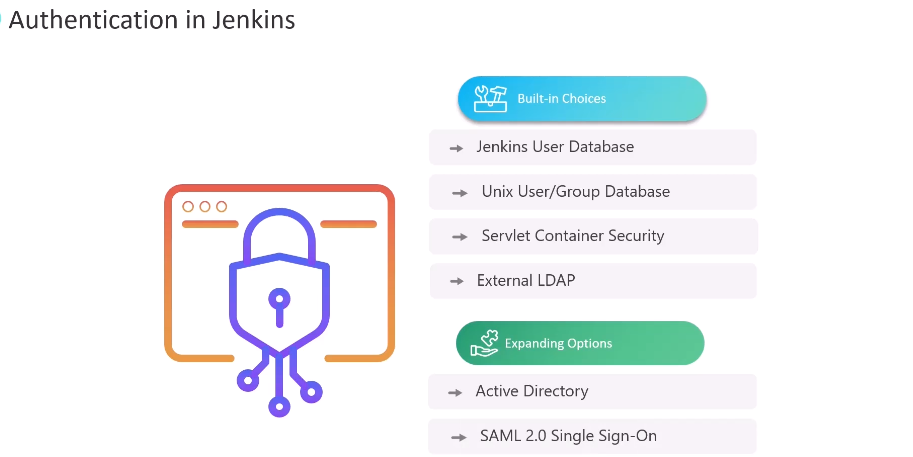 Authentication in Jenkins
Built-in Choices
Jenkins User Database
Unix User/Group Database
Servlet Container Security
External LDAP
Expanding Options
Active Directory
SAML 2.0 Single Sign-On